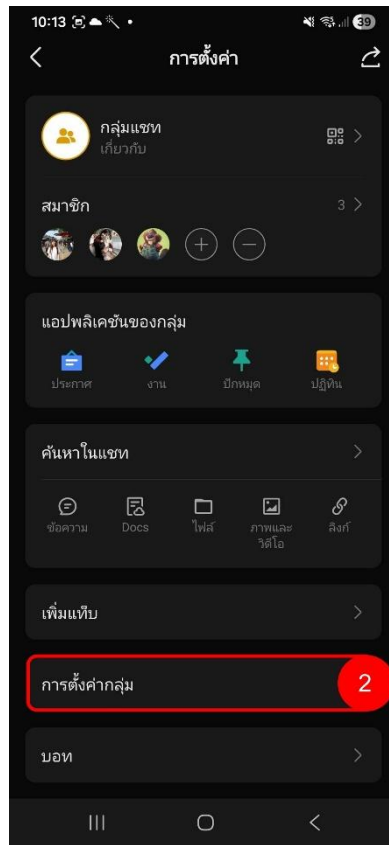 10:13
39
การตั้งค่า
กลุ่มแชท
เกี่ยวกับ
สมาชิก
3
แอปพลิเคชันของกลุ่ม
ประกาศ
งาน
ปักหมุด
ปฏิทิน
ค้นหาในแชท
ข้อความ
Docs
ไฟล์
ภาพและ
วิดีโอ
ลิงก์
เพิ่มแท็บ
การตั้งค่ากลุ่ม
2
บอท